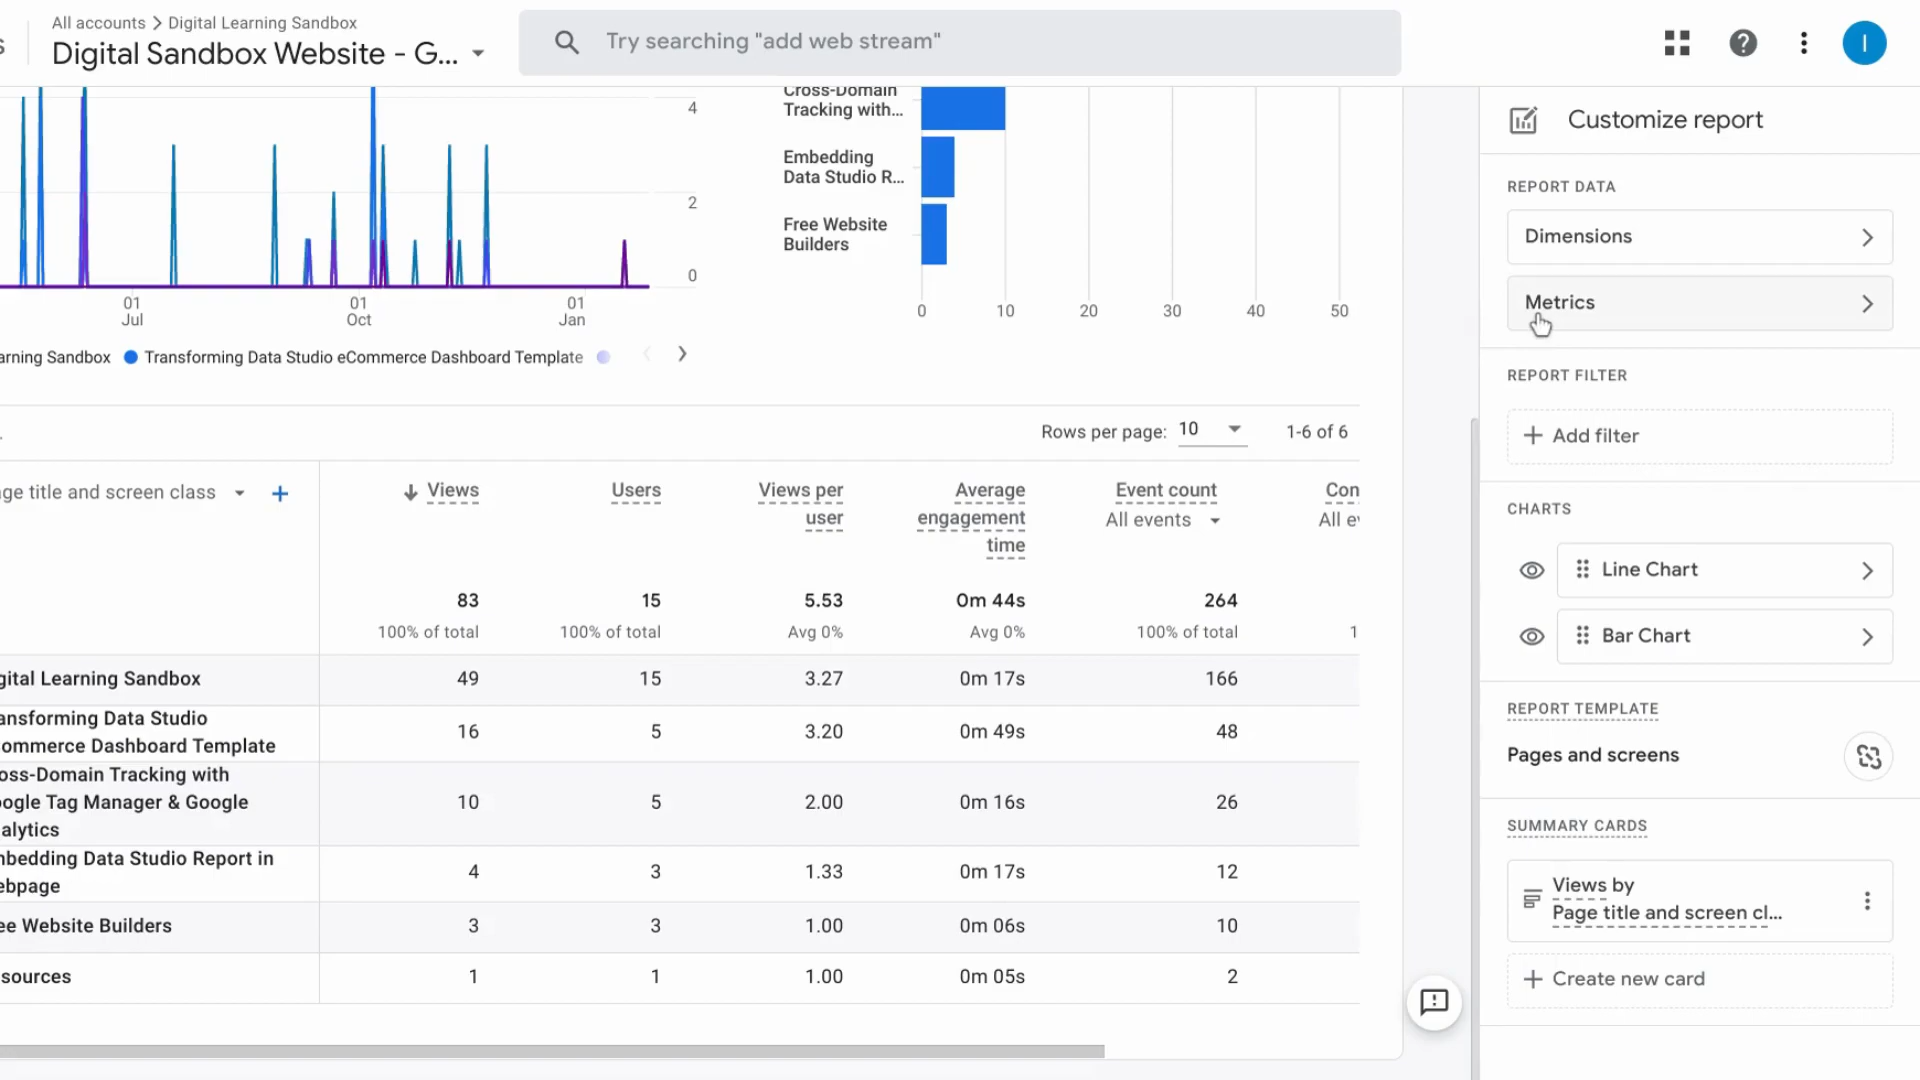 All accounts > Digital Learning Sandbox
Digital Sandbox Website - G...
Try searching "add web stream"
I
4
2
0
01 Jul
01 Oct
01 Jan
arning Sandbox
Transforming Data Studio eCommerce Dashboard Template
Cross-Domain
Tracking with...
Embedding
Data Studio R...
Free Website
Builders
0 10 20 30 40 50
Rows per page: 10 1-6 of 6
ge title and screen class +
Views
Users
Views per
user
Average
engagement
time
Event count
All events
Con
All ev
83 15 5.53 0m 44s 264
100% of total 100% of total Avg 0% Avg 0% 100% of total 1
gital Learning Sandbox 49 15 3.27 0m 17s 166
ansforming Data Studio
ommerce Dashboard Template 16 5 3.20 0m 49s 48
oss-Domain Tracking with
oogle Tag Manager & Google
alytics 10 5 2.00 0m 16s 26
mbedding Data Studio Report in
ebpage 4 3 1.33 0m 17s 12
ee Website Builders 3 3 1.00 0m 06s 10
sources 1 1 1.00 0m 05s 2
Customize report
REPORT DATA
Dimensions
Metrics
REPORT FILTER
+ Add filter
CHARTS
Line Chart
Bar Chart
REPORT TEMPLATE
Pages and screens
SUMMARY CARDS
Views by
Page title and screen cl...
+ Create new card